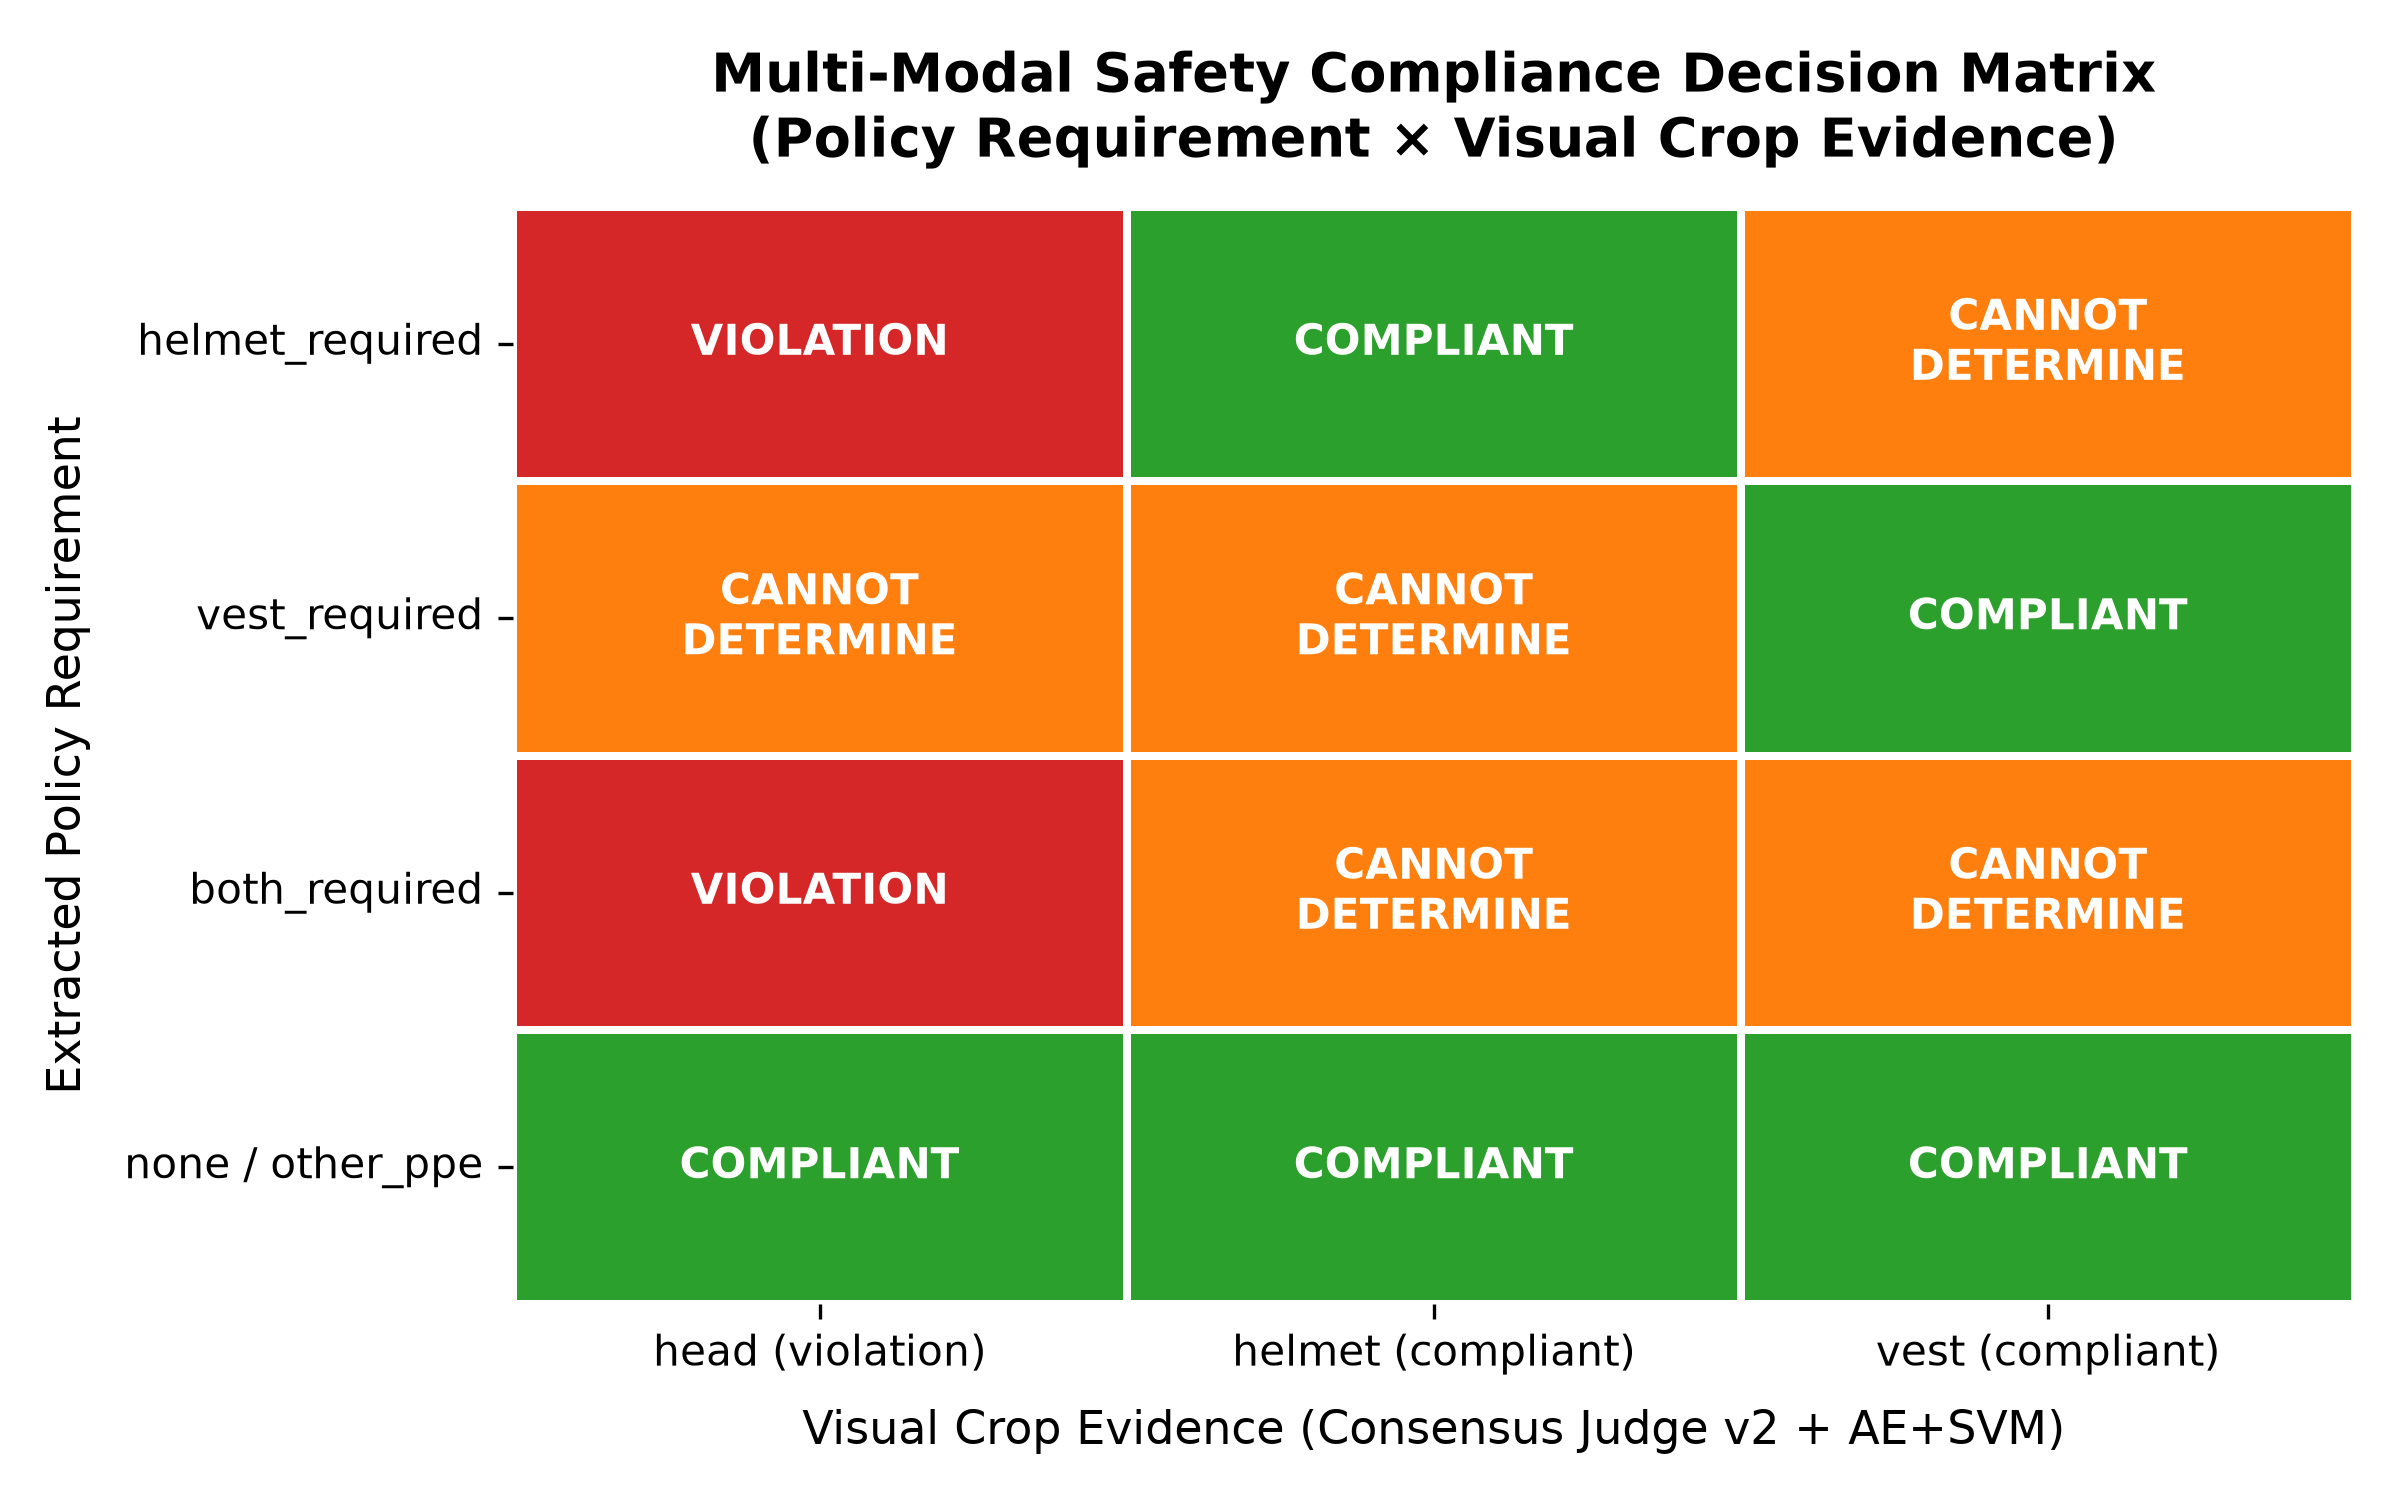 Multi-Modal Safety Compliance Decision Matrix
(Policy Requirement × Visual Crop Evidence)
Extracted Policy Requirement
helmet_required
VIOLATION
COMPLIANT
CANNOT
DETERMINE
vest_required
CANNOT
DETERMINE
CANNOT
DETERMINE
COMPLIANT
both_required
VIOLATION
CANNOT
DETERMINE
CANNOT
DETERMINE
none / other_ppe
COMPLIANT
COMPLIANT
COMPLIANT
head (violation)
helmet (compliant)
vest (compliant)
Visual Crop Evidence (Consensus Judge v2 + AE+SVM)